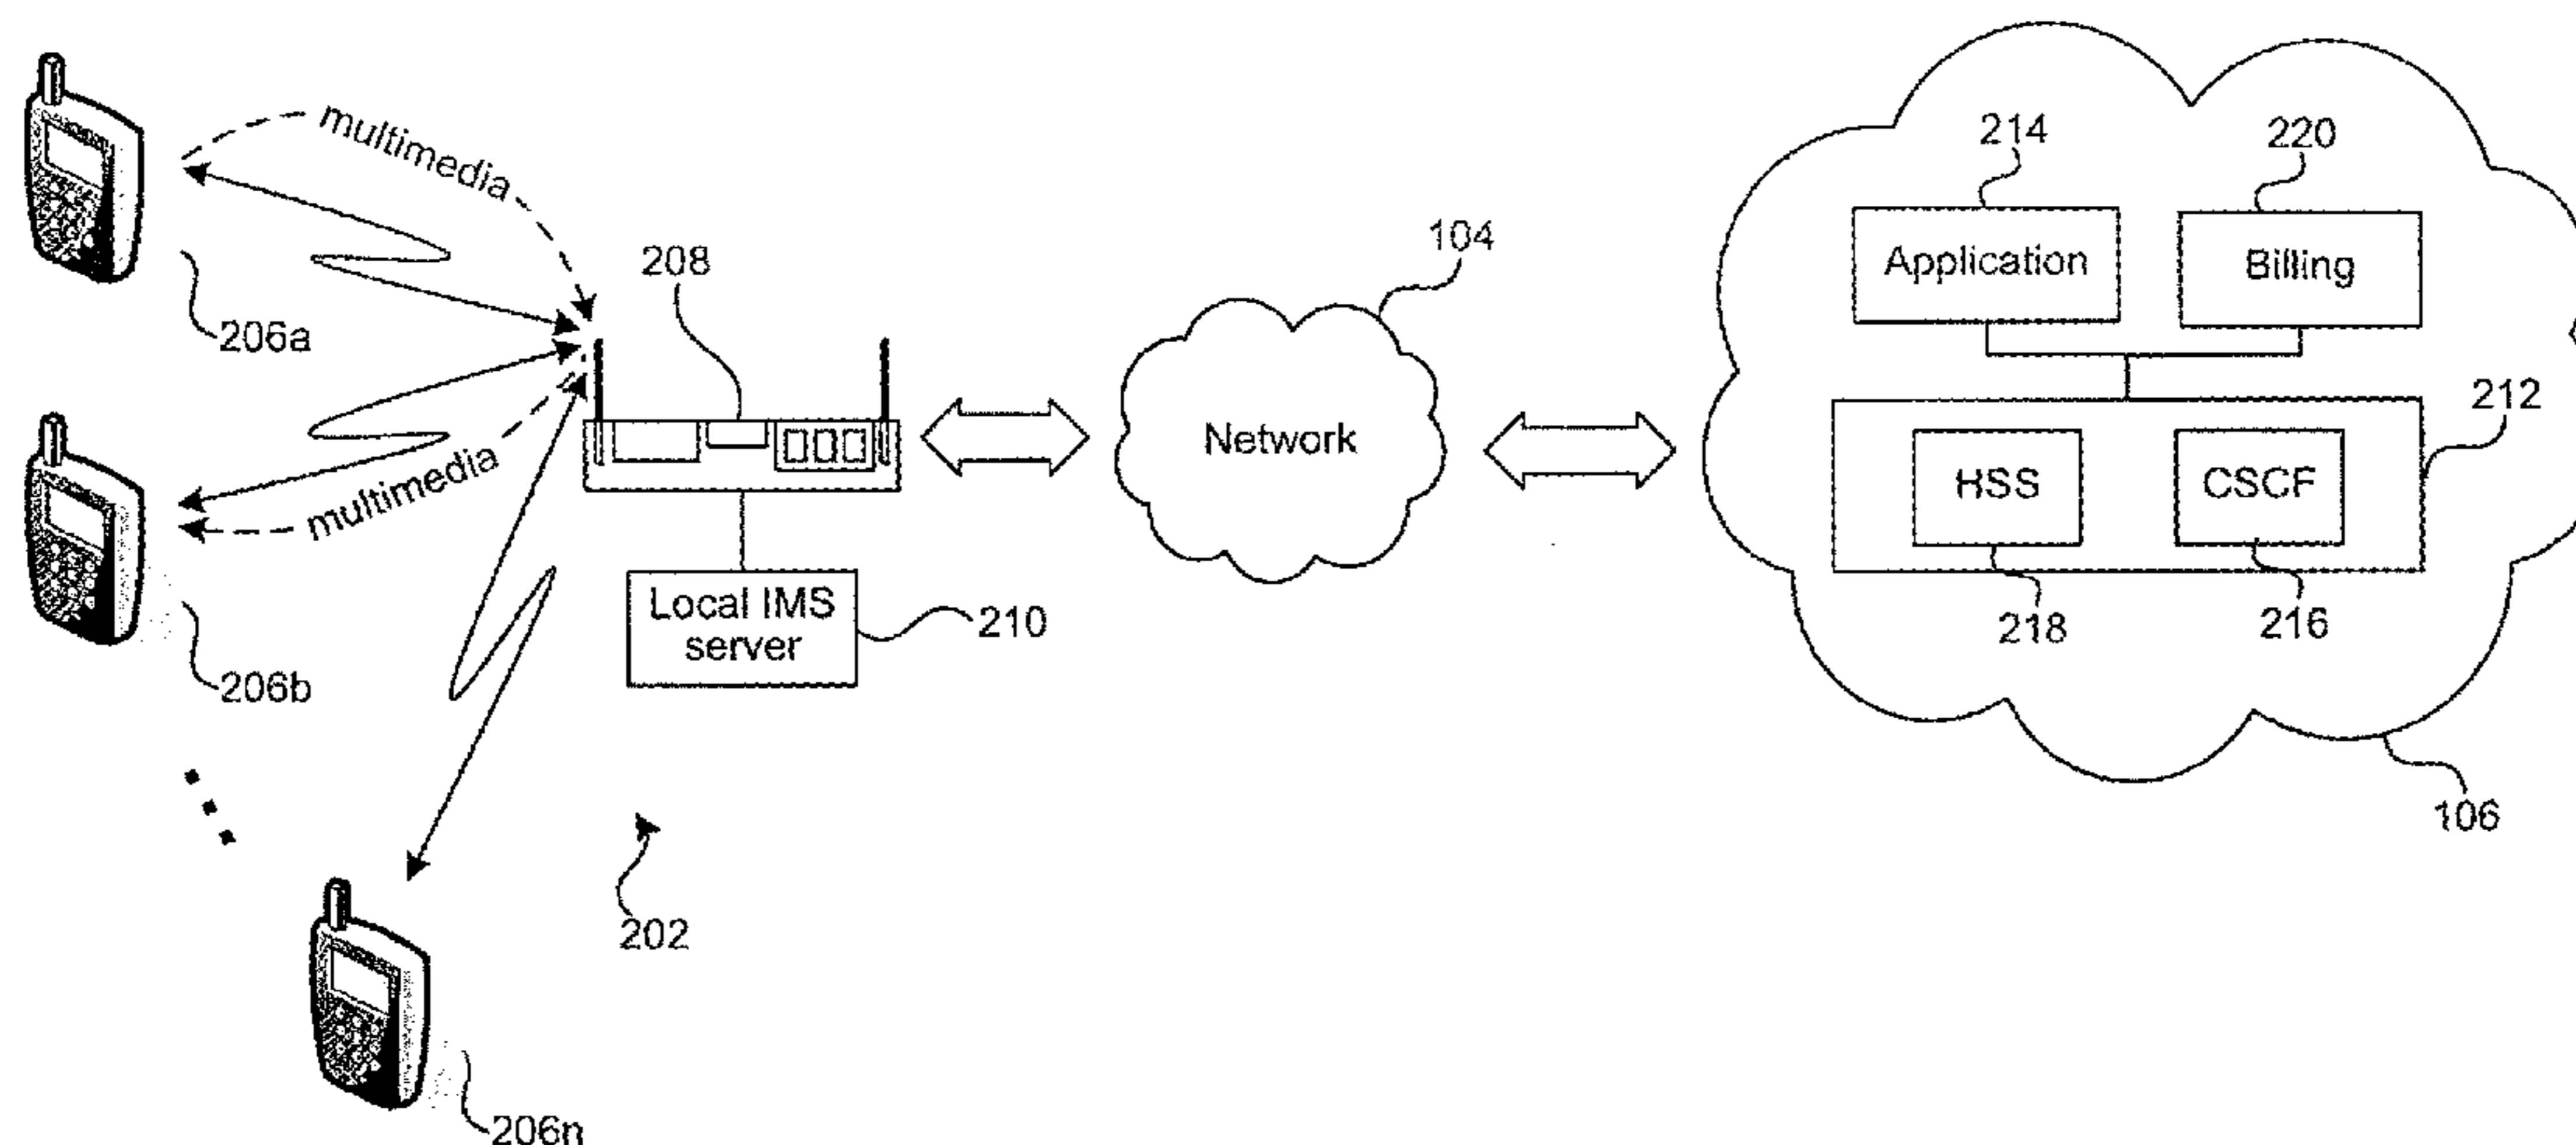 multimedia
206a
multimedia
206b
206n
208
Local IMS
server
210
202
104
Network
214
220
Application
Billing
212
HSS
CSCF
218
216
106